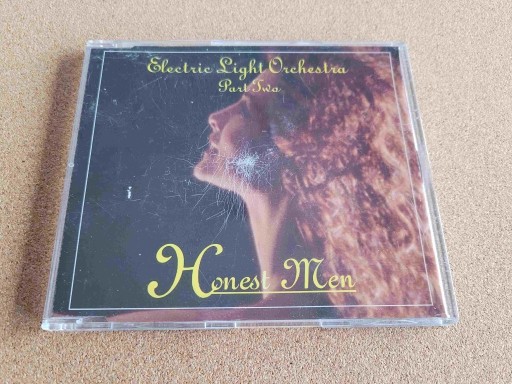 Electric Light Orchestra
Part Two
Honest Men